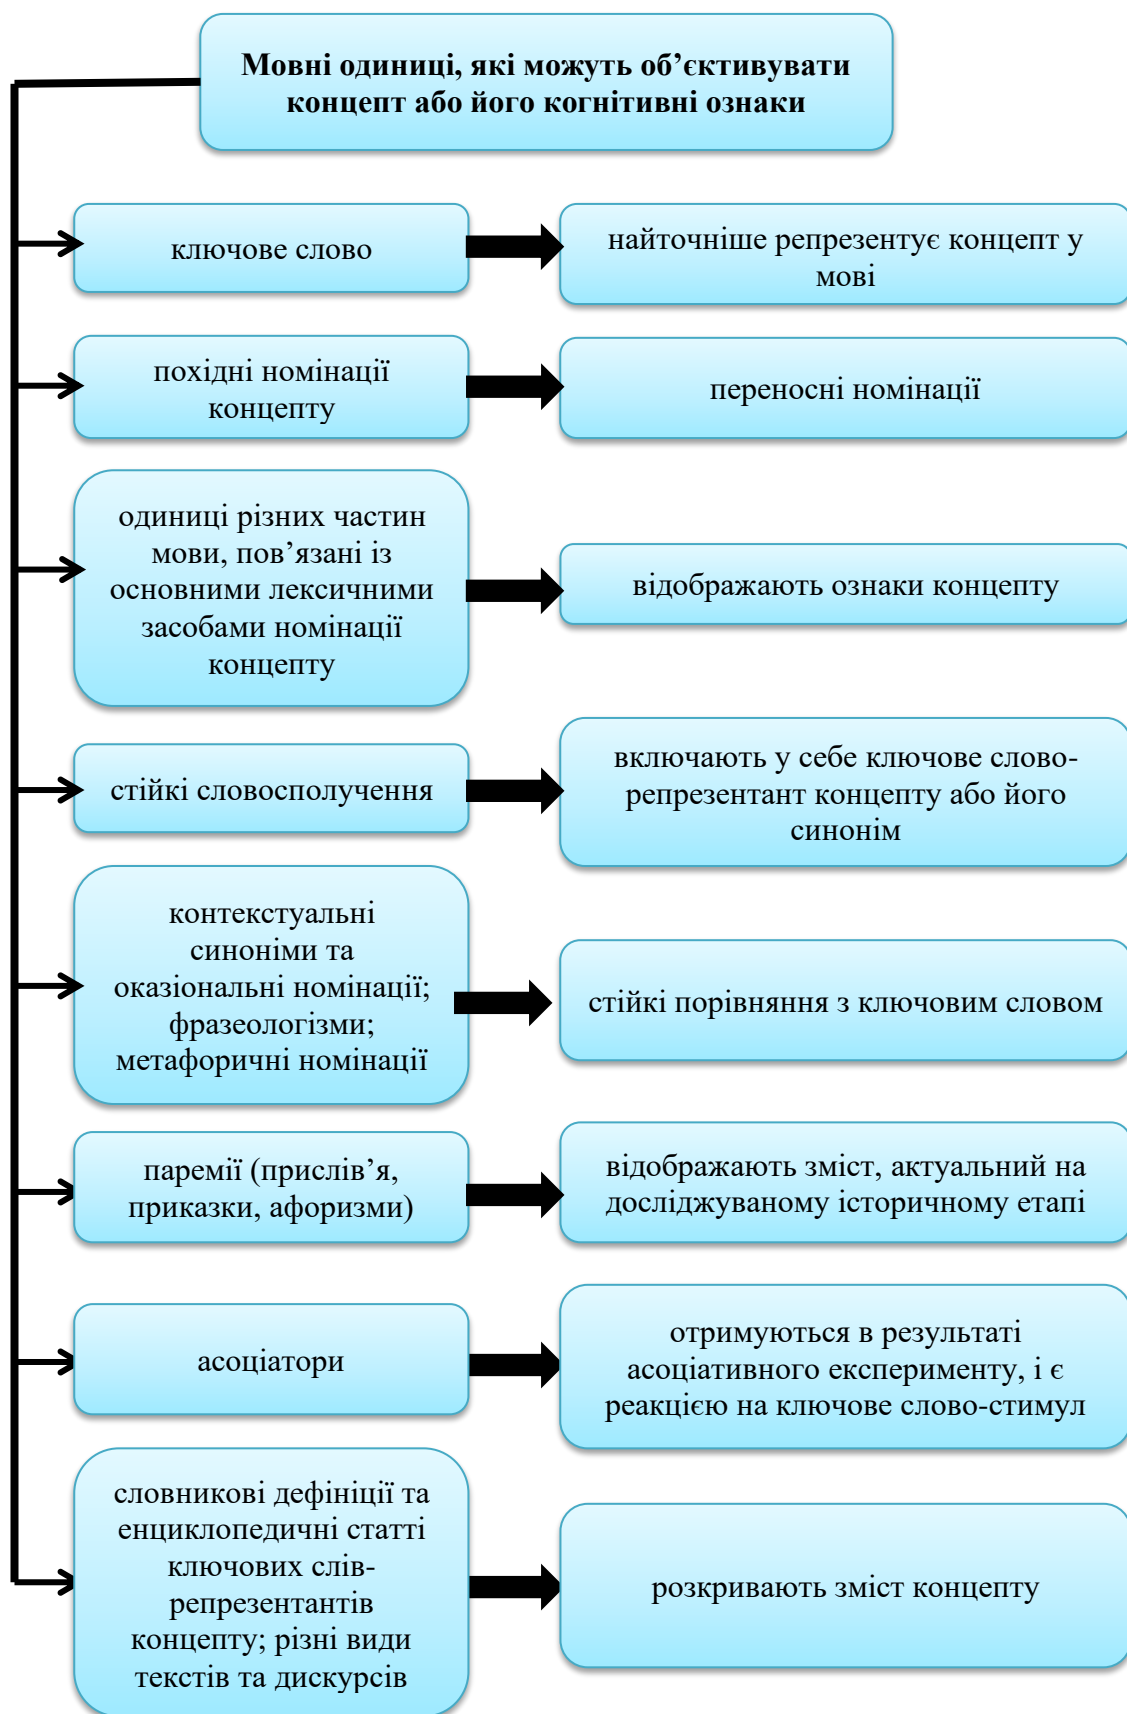 Мовні одиниці, які можуть об’єктивувати
концепт або його когнітивні ознаки
ключове слово
найточніше репрезентує концепт у
мові
похідні номінації
концепту
переносні номінації
одиниці різних частин
мови, пов’язані із
основними лексичними
засобами номінації
концепту
відображають ознаки концепту
стійкі словосполучення
включають у себе ключове слово-
репрезентант концепту або його
синонім
контекстуальні
синоніми та
оказіональні номінації;
фразеологізми;
метафоричні номінації
стійкі порівняння з ключовим словом
паремії (прислів’я,
приказки, афоризми)
відображають зміст, актуальний на
досліджуваному історичному етапі
асоціатори
отримуються в результаті
асоціативного експерименту, і є
реакцією на ключове слово-стимул
словникові дефініції та
енциклопедичні статті
ключових слів-
репрезентантів
концепту; різні види
текстів та дискурсів
розкривають зміст концепту